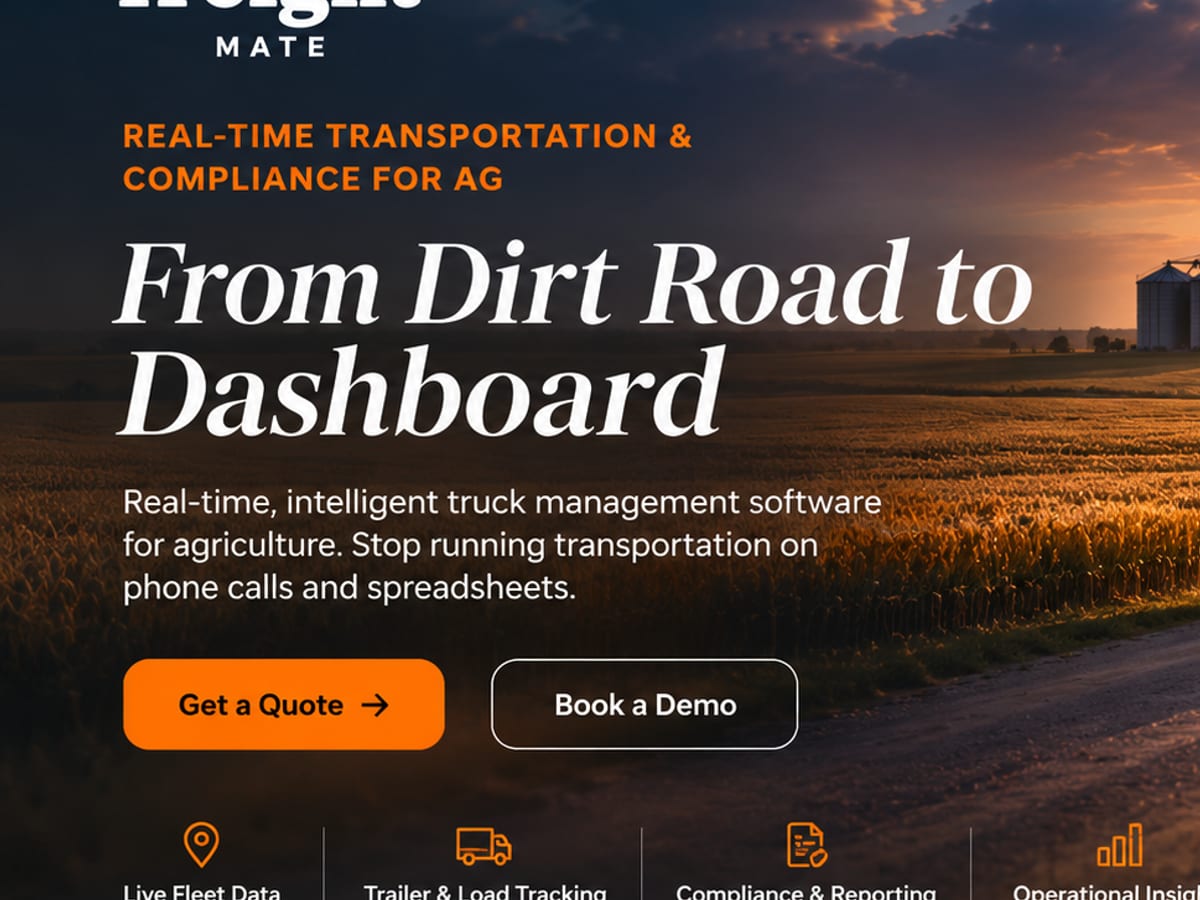 freight
MATE
REAL-TIME TRANSPORTATION &
COMPLIANCE FOR AG
From Dirt Road to
Dashboard
Real-time, intelligent truck management software
for agriculture. Stop running transportation on
phone calls and spreadsheets.
Get a Quote →
Book a Demo
Live Fleet Data
Trailer & Load Tracking
Compliance & Reporting
Operational